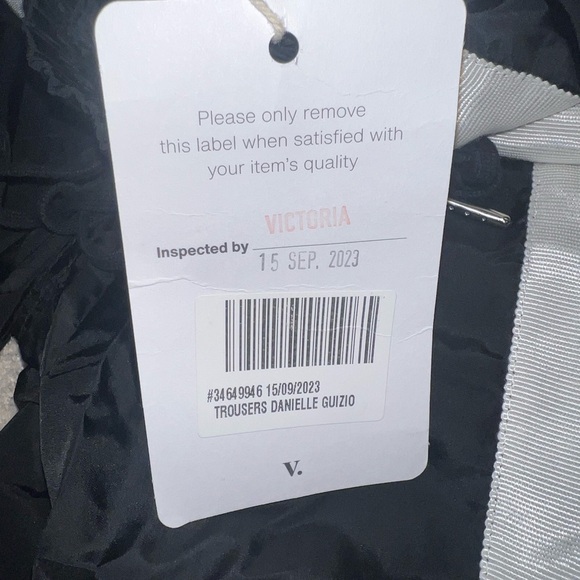 Please only remove
this label when satisfied with
your item's quality
VICTORIA
Inspected by
15 SEP. 2023
#34649946 15/09/2023
TROUSERS DANIELLE GUIZIO
V.